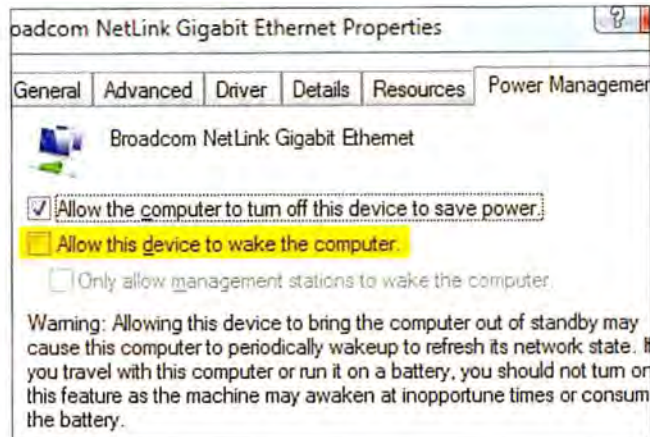 oadcom NetLink Gigabit Ethernet Properties
General Advanced Driver Details Resources Power Managemer
Broadcom NetLink Gigabit Ethernet
Allow the computer to turn off this device to save power.
Allow this device to wake the computer.
Only allow management stations to wake the computer
Warning: Allowing this device to bring the computer out of standby may
cause this computer to periodically wakeup to refresh its network state. If
you travel with this computer or run it on a battery, you should not turn on
this feature as the machine may awaken at inopportune times or consum
the battery.